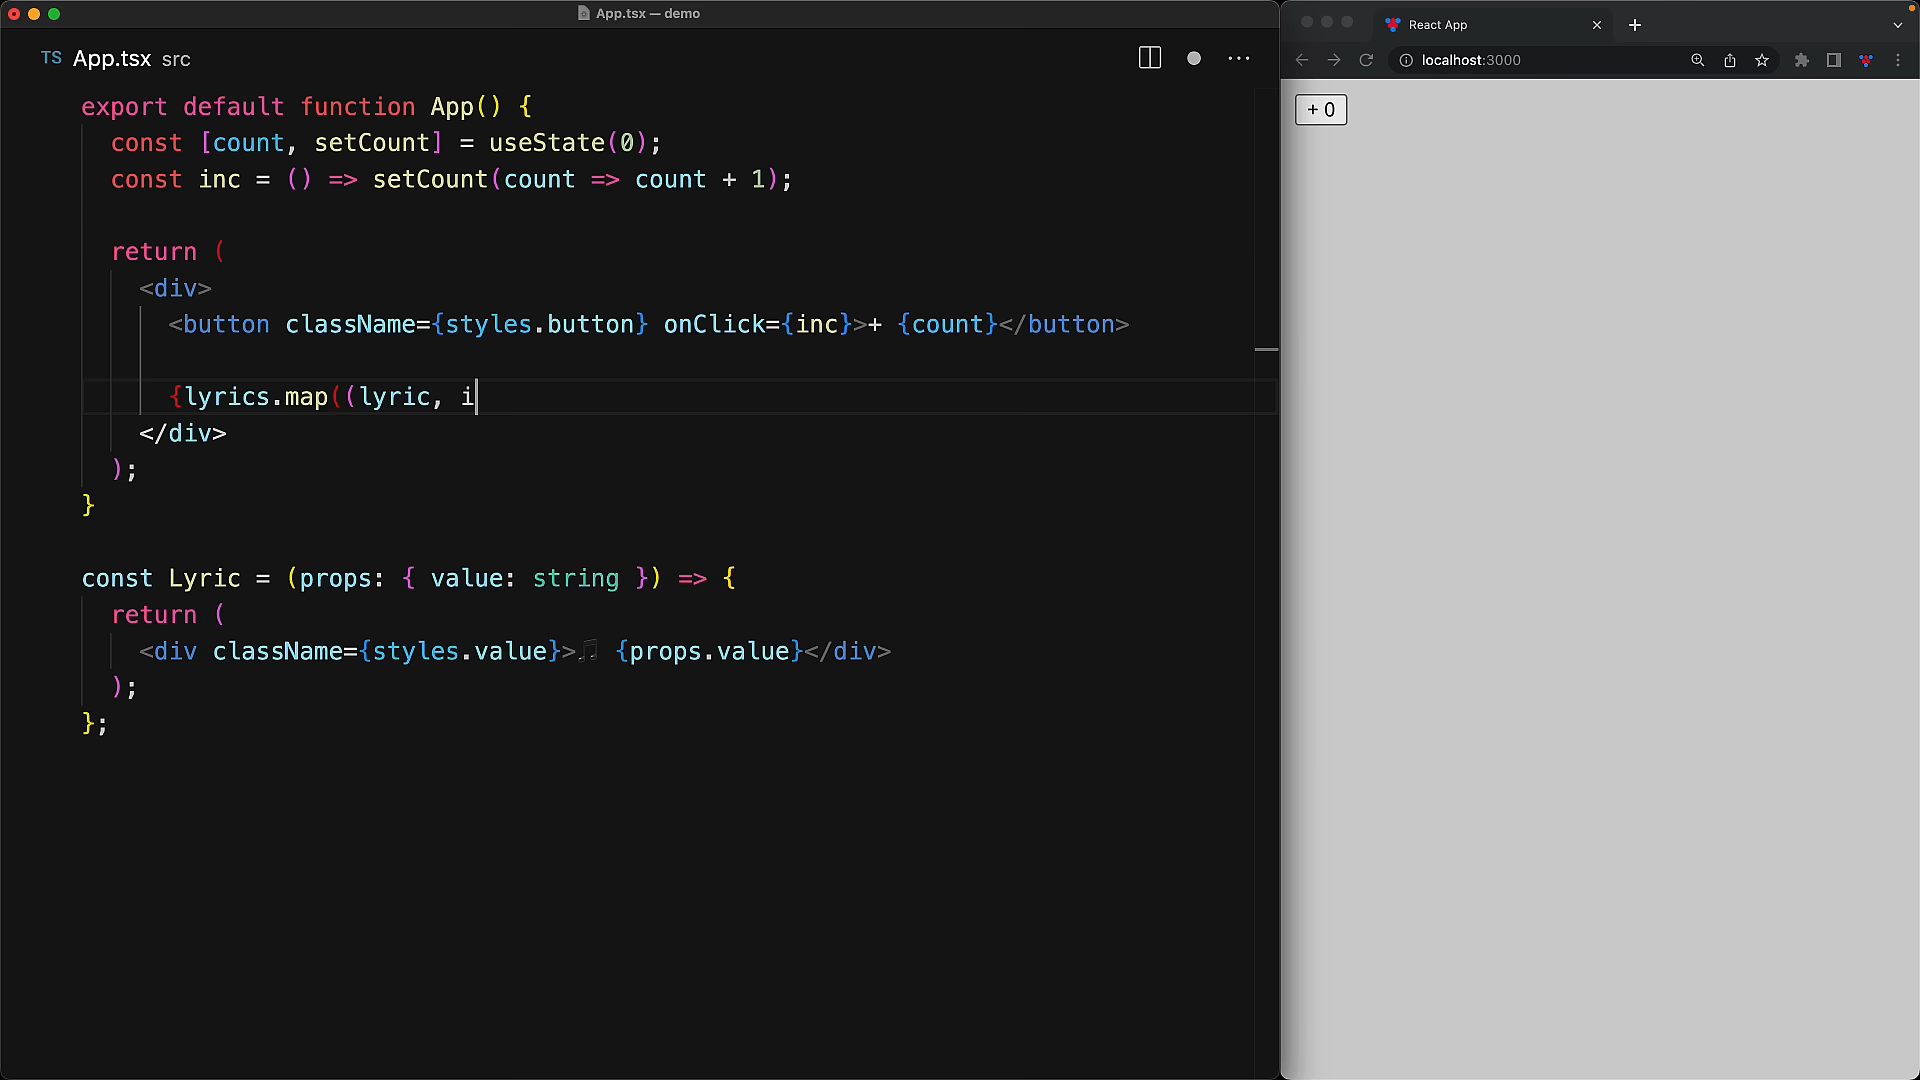 App.tsx — demo
TS App.tsx src
export default function App() {
const [count, setCount] = useState(0);
const inc = () => setCount(count => count + 1);
return (
<div>
<button className={styles.button} onClick={inc}>+ {count}</button>
{lyrics.map((lyric, i
</div>
);
}
const Lyric = (props: { value: string }) => {
return (
<div className={styles.value}>🎵 {props.value}</div>
);
};
React App
localhost:3000
+ 0